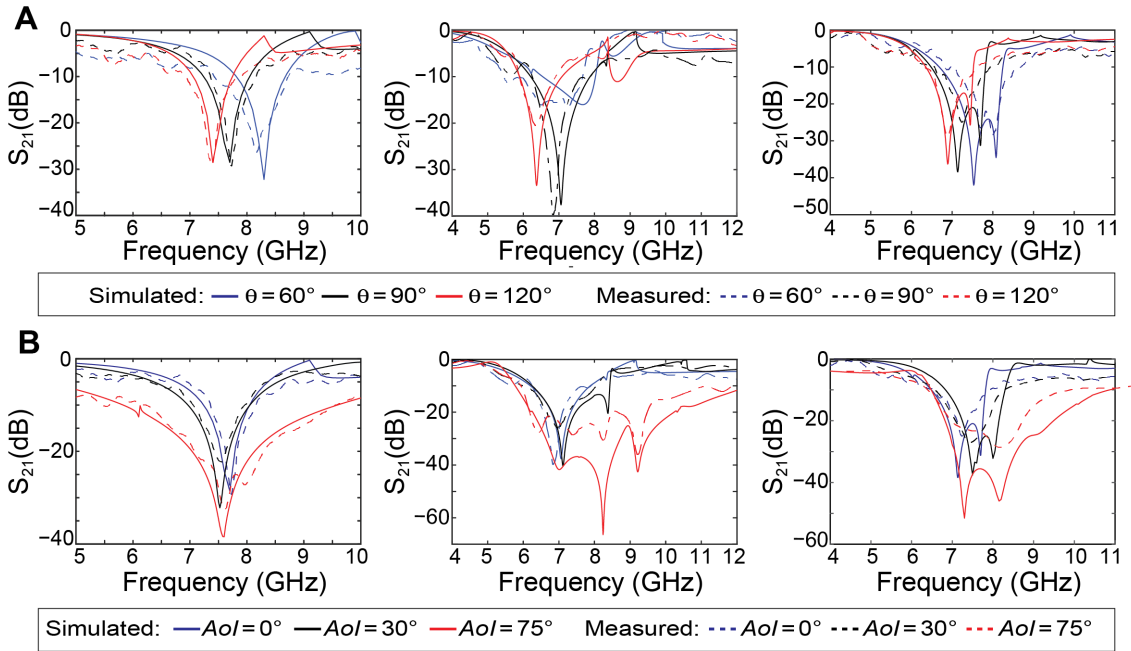 A
S21(dB)
0
−10
−20
−30
−40
5 6 7 8 9 10
Frequency (GHz)
S21(dB)
0
−10
−20
−30
−40
4 5 6 7 8 9 10 11 12
Frequency (GHz)
S21(dB)
0
−10
−20
−30
−40
−50
4 5 6 7 8 9 10 11
Frequency (GHz)
Simulated: θ = 60° θ = 90° θ = 120° Measured: θ = 60° θ = 90° θ = 120°
B
S21(dB)
0
−20
−40
5 6 7 8 9 10
Frequency (GHz)
S21(dB)
0
−20
−40
−60
4 5 6 7 8 9 10 11 12
Frequency (GHz)
S21(dB)
0
−20
−40
−60
4 5 6 7 8 9 10 11
Frequency (GHz)
Simulated: AoI = 0° AoI = 30° AoI = 75° Measured: AoI = 0° AoI = 30° AoI = 75°